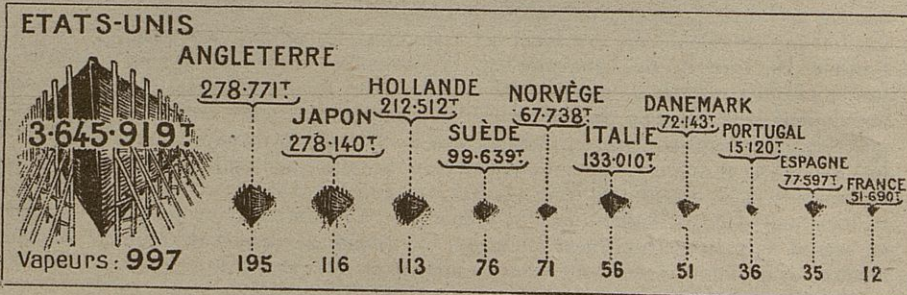 ETATS-UNIS
3·645·919T
Vapeurs: 997
ANGLETERRE
278·771T
195
JAPON
278·140T
116
HOLLANDE
212·512T
113
SUÈDE
99·639T
76
NORVÈGE
67·738T
71
ITALIE
133·010T
56
DANEMARK
72·143T
51
PORTUGAL
15·120T
36
ESPAGNE
77·597T
35
FRANCE
51·690T
12